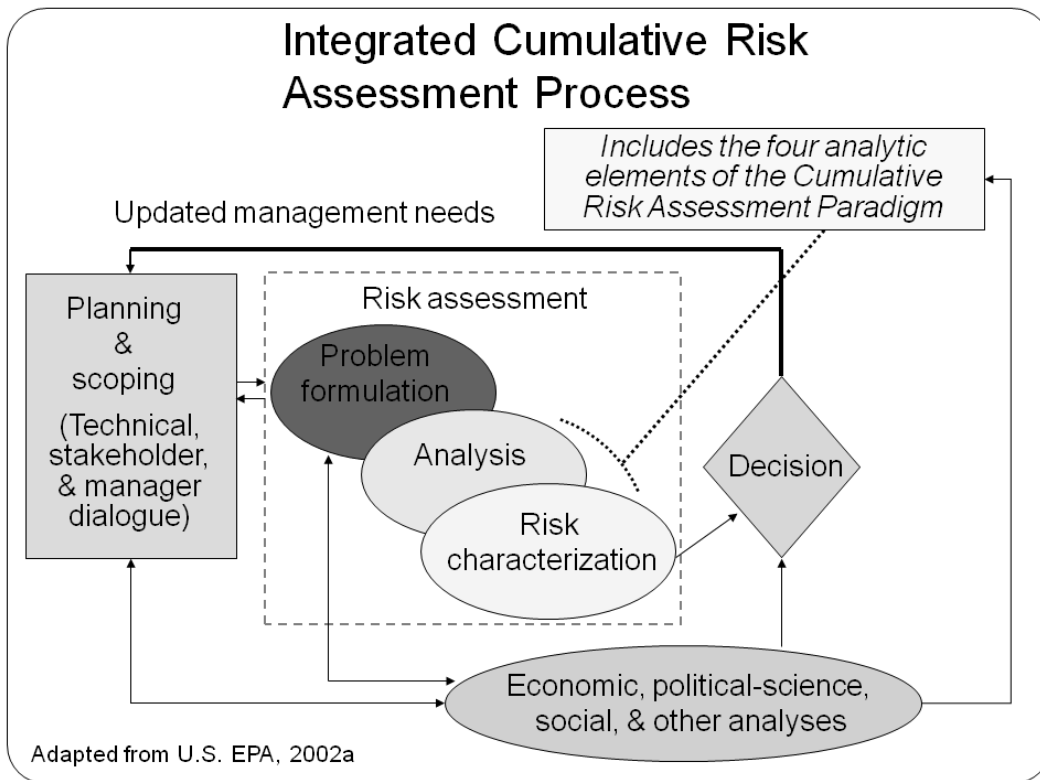 Integrated Cumulative Risk
Assessment Process
Includes the four analytic
elements of the Cumulative
Risk Assessment Paradigm
Updated management needs
Planning
&
scoping
(Technical,
stakeholder,
& manager
dialogue)
Risk assessment
Problem
formulation
Analysis
Risk
characterization
Decision
Economic, political-science,
social, & other analyses
Adapted from U.S. EPA, 2002a